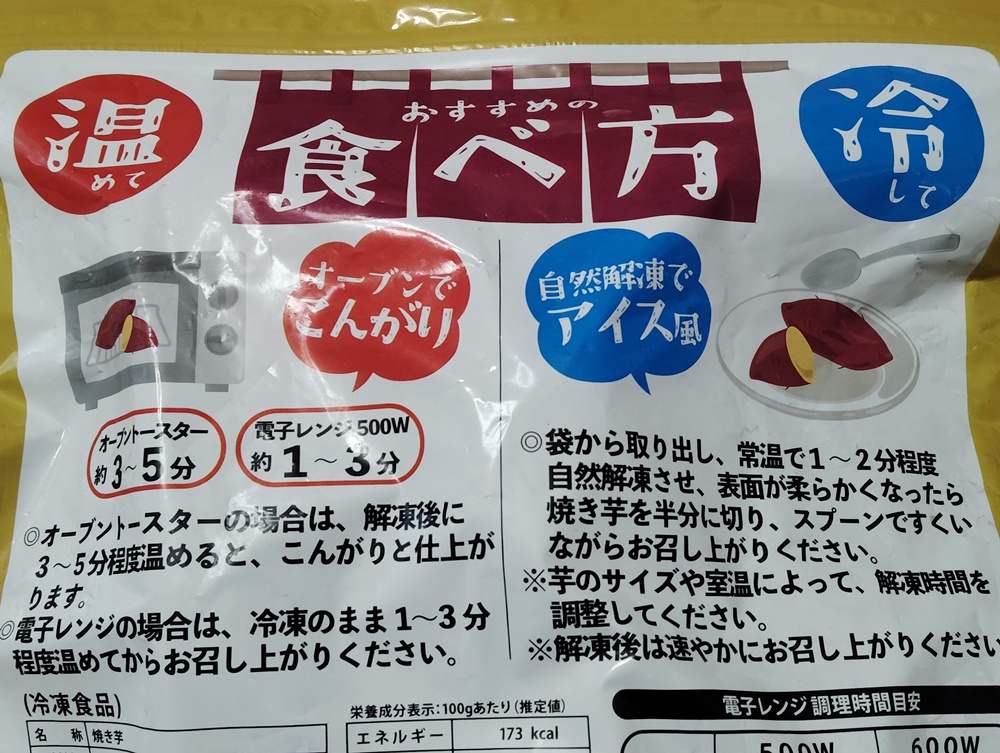 温めて
おすすめの
食べ方
冷して
オーブンで
こんがり
自然解凍で
アイス風
オーブントースター
約3～5分
電子レンジ500W
約1～3分
◎オーブントースターの場合は、解凍後に
3～5分程度温めると、こんがりと仕上が
ります。
◎電子レンジの場合は、冷凍のまま1～3分
程度温めてからお召し上がりください。
◎袋から取り出し、常温で1～2分程度
自然解凍させ、表面が柔らかくなったら
焼き芋を半分に切り、スプーンですくい
ながらお召し上がりください。
※芋のサイズや室温によって、解凍時間を
調整してください。
※解凍後は速やかにお召し上がりください
(冷凍食品)
名 称 焼き芋
栄養成分表示:100gあたり(推定値)
エネルギー 173 kcal
電子レンジ調理時間目安
500W 600W